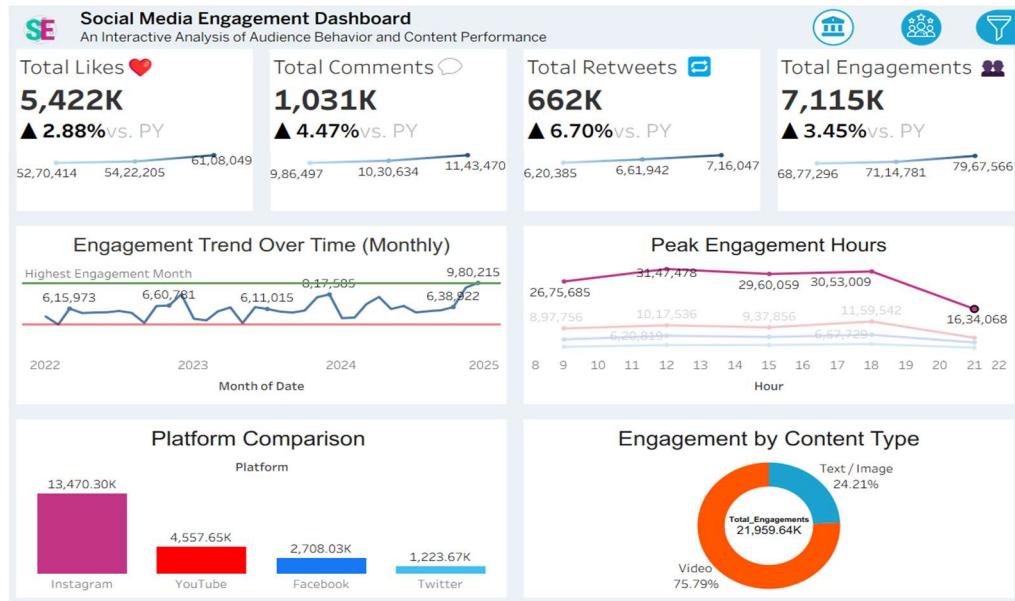 SE
Social Media Engagement Dashboard
An Interactive Analysis of Audience Behavior and Content Performance
Total Likes
5,422K
▲ 2.88% vs. PY
52,70,414 54,22,205 61,08,049
Total Comments
1,031K
▲ 4.47% vs. PY
9,86,497 10,30,634 11,43,470
Total Retweets
662K
▲ 6.70% vs. PY
6,20,385 6,61,942 7,16,047
Total Engagements
7,115K
▲ 3.45% vs. PY
68,77,296 71,14,781 79,67,566
Engagement Trend Over Time (Monthly)
Highest Engagement Month
6,15,973 6,60,781 6,11,015 8,17,585 6,38,922 9,80,215
2022 2023 2024 2025
Month of Date
Peak Engagement Hours
26,75,685 31,47,478 29,60,059 30,53,009 16,34,068
8,97,756 10,17,536 9,37,856 11,59,542
6,20,819 6,57,729
8 9 10 11 12 13 14 15 16 17 18 19 20 21 22
Hour
Platform Comparison
Platform
13,470.30K
4,557.65K
2,708.03K
1,223.67K
Instagram YouTube Facebook Twitter
Engagement by Content Type
Text / Image
24.21%
Total_Engagements
21,959.64K
Video
75.79%